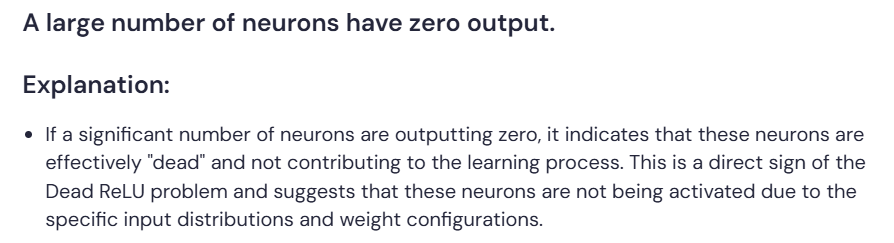 A large number of neurons have zero output.
Explanation:
• If a significant number of neurons are outputting zero, it indicates that these neurons are
effectively "dead" and not contributing to the learning process. This is a direct sign of the
Dead ReLU problem and suggests that these neurons are not being activated due to the
specific input distributions and weight configurations.